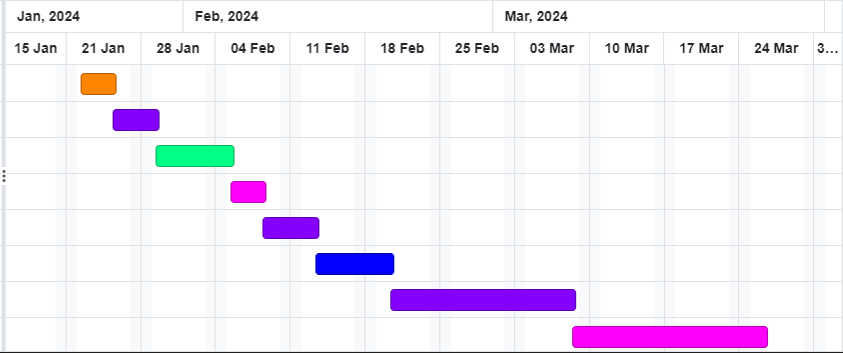 Jan, 2024 Feb, 2024 Mar, 2024
15 Jan 21 Jan 28 Jan 04 Feb 11 Feb 18 Feb 25 Feb 03 Mar 10 Mar 17 Mar 24 Mar 3...